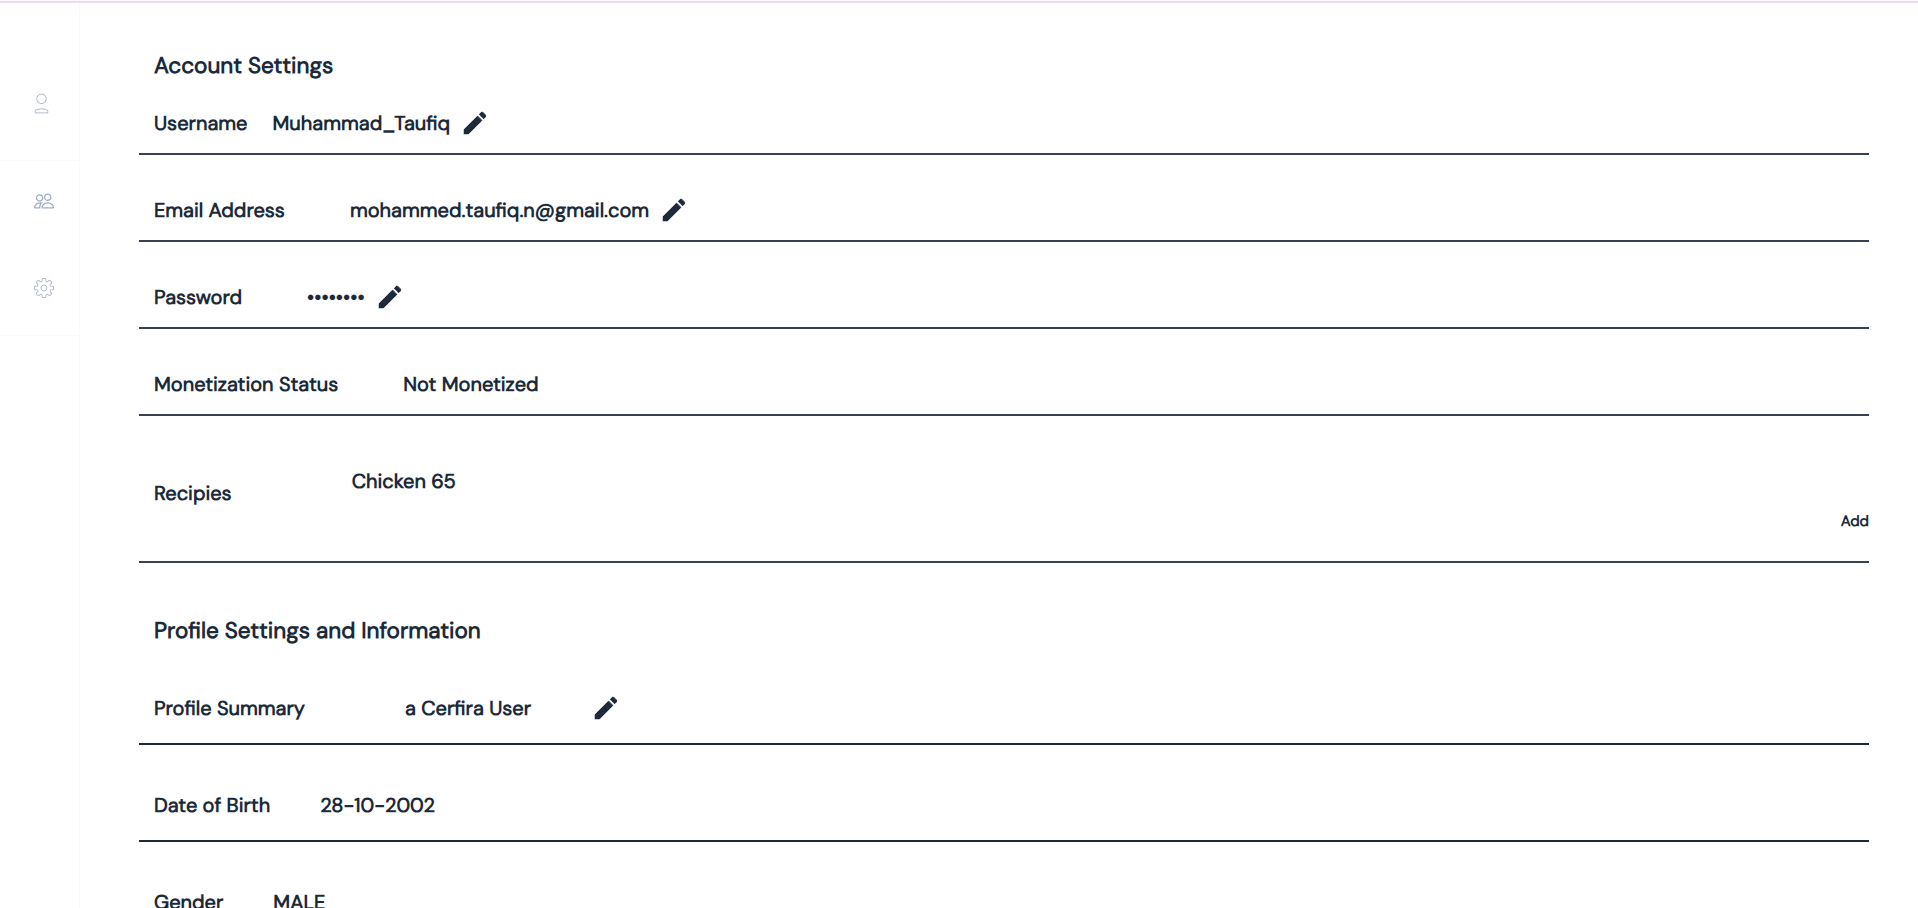 Account Settings
Username Muhammad_Taufiq
Email Address mohammed.taufiq.n@gmail.com
Password ••••••••
Monetization Status Not Monetized
Chicken 65
Recipies
Add
Profile Settings and Information
Profile Summary a Cerfira User
Date of Birth 28-10-2002
Gender MALE